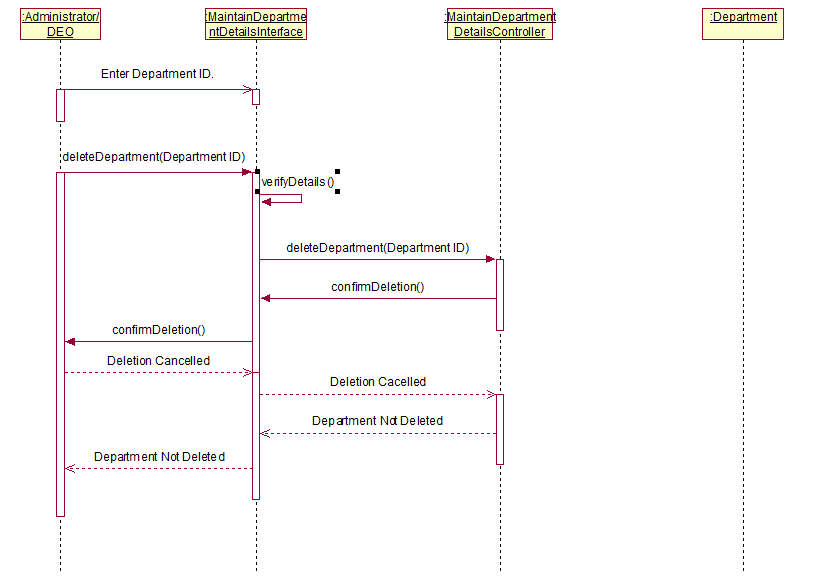 :Administrator/
DEO
:MaintainDepartme
ntDetailsInterface
:MaintainDepartment
DetailsController
:Department
Enter Department ID.
deleteDepartment(Department ID)
verifyDetails()
deleteDepartment(Department ID)
confirmDeletion()
confirmDeletion()
Deletion Cancelled
Deletion Cacelled
Department Not Deleted
Department Not Deleted